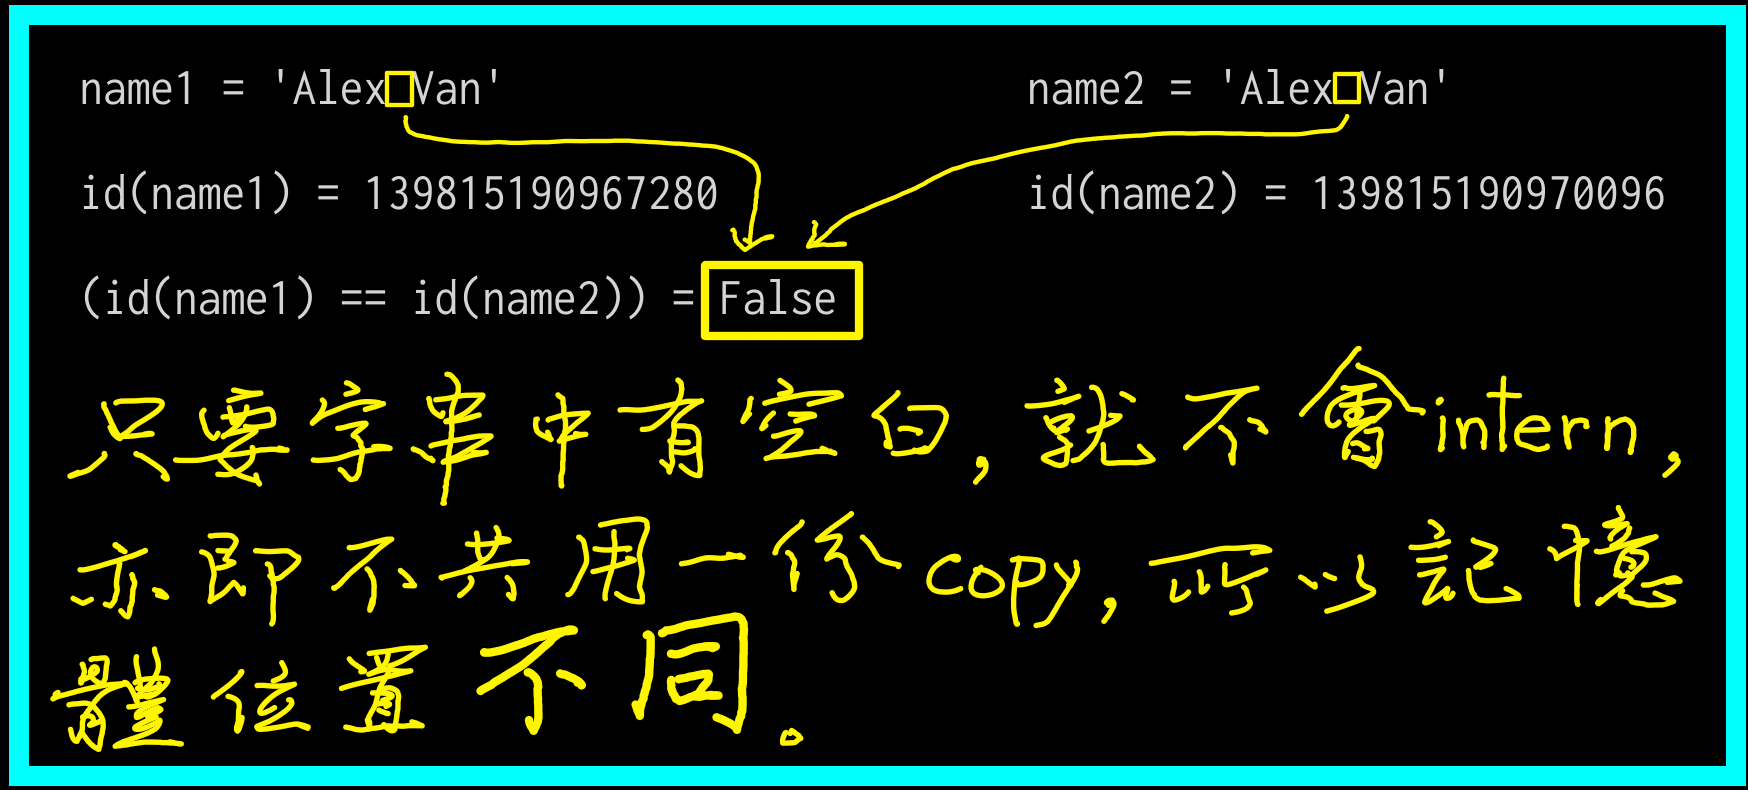 name1 = 'Alex Van' name2 = 'Alex Van'
id(name1) = 139815190967280 id(name2) = 139815190970096
(id(name1) == id(name2)) = False
只要字串中有空白,就不會intern,
亦即不共用一份copy,所以記憶
體位置不同。